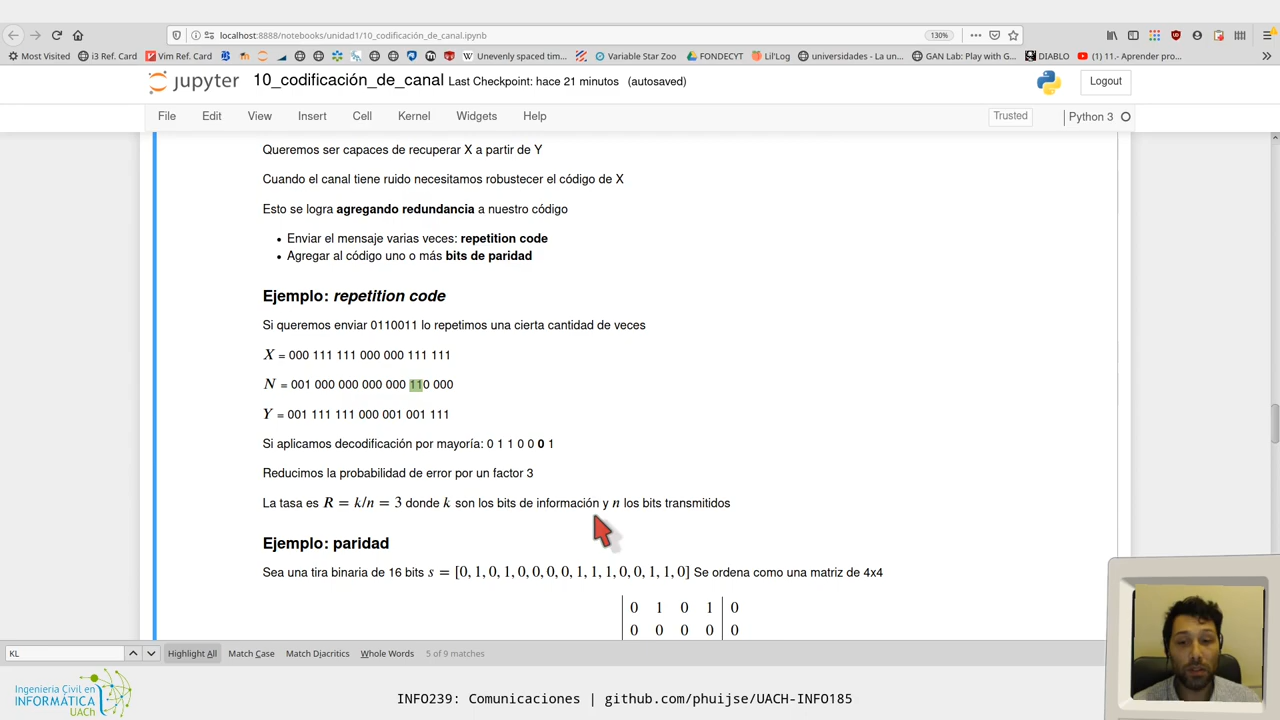 localhost:8888/notebooks/unidad1/10_codificación_de_canal.ipynb
130%
Most Visited i3 Ref. Card Vim Ref. Card Unevenly spaced tim… Variable Star Zoo FONDECYT Lil'Log universidades - La un… GAN Lab: Play with G… DIABLO (1) 11.- Aprender pro…
jupyter 10_codificación_de_canal Last Checkpoint: hace 21 minutos (autosaved)
Logout
File Edit View Insert Cell Kernel Widgets Help
Trusted Python 3
Queremos ser capaces de recuperar X a partir de Y
Cuando el canal tiene ruido necesitamos robustecer el código de X
Esto se logra agregando redundancia a nuestro código
• Enviar el mensaje varias veces: repetition code
• Agregar al código uno o más bits de paridad
Ejemplo: repetition code
Si queremos enviar 0110011 lo repetimos una cierta cantidad de veces
X = 000 111 111 000 000 111 111
N = 001 000 000 000 000 110 000
Y = 001 111 111 000 001 001 111
Si aplicamos decodificación por mayoría: 0 1 1 0 0 0 1
Reducimos la probabilidad de error por un factor 3
La tasa es R = k/n = 3 donde k son los bits de información y n los bits transmitidos
Ejemplo: paridad
Sea una tira binaria de 16 bits s = [0, 1, 0, 1, 0, 0, 0, 0, 1, 1, 1, 0, 0, 1, 1, 0] Se ordena como una matriz de 4x4
0 1 0 1 0
0 0 0 0 0
KL Highlight All Match Case Match Diacritics Whole Words 5 of 9 matches
Ingeniería Civil en
INFORMÁTICA
UACh
INFO239: Comunicaciones | github.com/phuijse/UACH-INFO185